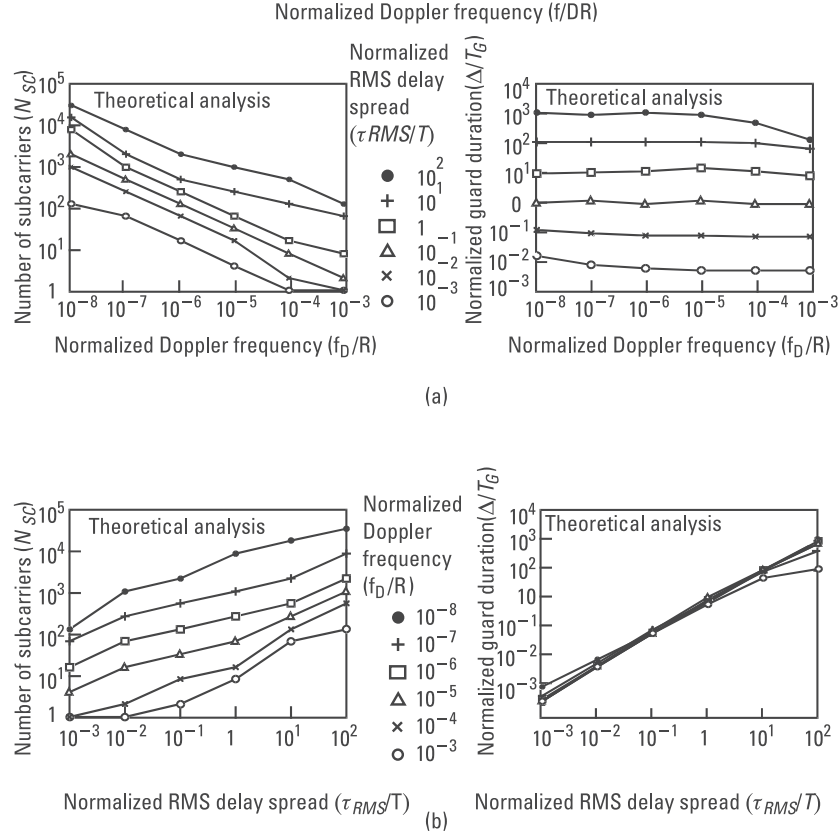 Normalized Doppler frequency (f/DR)
Number of subcarriers (N_SC)
10^5
10^4
10^3
10^2
10^1
1
Theoretical analysis
10^−8 10^−7 10^−6 10^−5 10^−4 10^−3
Normalized Doppler frequency (f_D/R)
Normalized
RMS delay
spread
(τRMS/T)
10^2
10^1
1
10^−1
10^−2
10^−3
Normalized guard duration(Δ/T_G)
10^4
10^3
10^2
10^1
0
10^−1
10^−2
10^−3
Theoretical analysis
10^−8 10^−7 10^−6 10^−5 10^−4 10^−3
Normalized Doppler frequency (f_D/R)
(a)
Number of subcarriers (N_SC)
10^5
10^4
10^3
10^2
10^1
1
Theoretical analysis
10^−3 10^−2 10^−1 1 10^1 10^2
Normalized RMS delay spread (τ_RMS/T)
Normalized
Doppler
frequency
(f_D/R)
10^−8
10^−7
10^−6
10^−5
10^−4
10^−3
Normalized guard duration(Δ/T_G)
10^4
10^3
10^2
10^1
10^−1
10^−2
10^−3
Theoretical analysis
10^−3 10^−2 10^−1 1 10^1 10^2
Normalized RMS delay spread (τ_RMS/T)
(b)